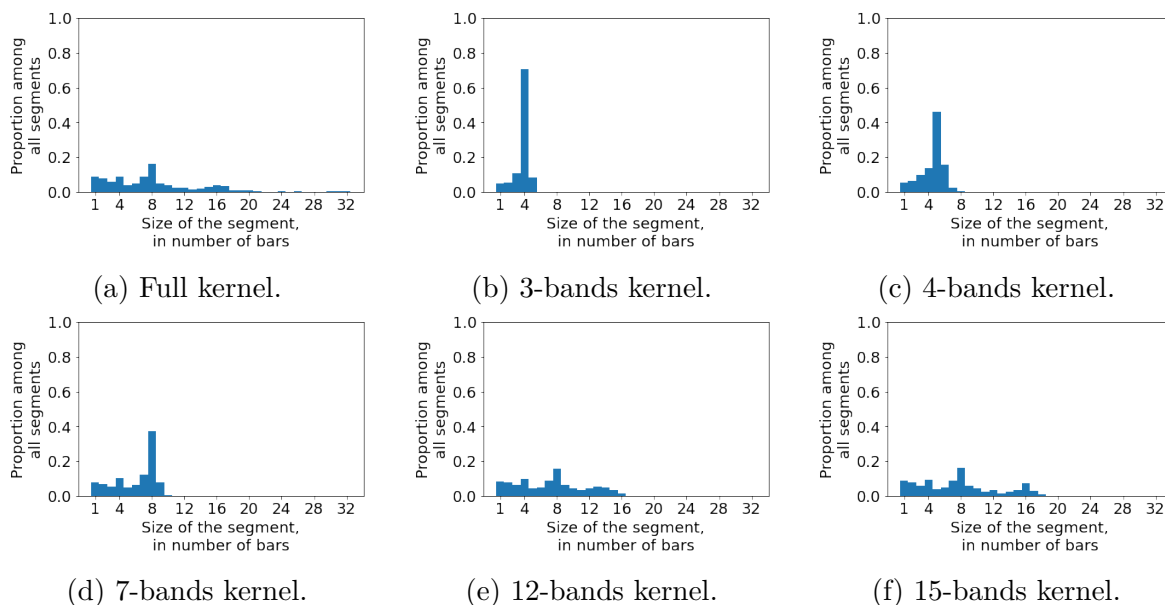 1.0
0.8
0.6
0.4
0.2
0.0
Proportion among
all segments
1 4 8 12 16 20 24 28 32
Size of the segment,
in number of bars
(a) Full kernel.
1.0
0.8
0.6
0.4
0.2
0.0
Proportion among
all segments
1 4 8 12 16 20 24 28 32
Size of the segment,
in number of bars
(b) 3-bands kernel.
1.0
0.8
0.6
0.4
0.2
0.0
Proportion among
all segments
1 4 8 12 16 20 24 28 32
Size of the segment,
in number of bars
(c) 4-bands kernel.
1.0
0.8
0.6
0.4
0.2
0.0
Proportion among
all segments
1 4 8 12 16 20 24 28 32
Size of the segment,
in number of bars
(d) 7-bands kernel.
1.0
0.8
0.6
0.4
0.2
0.0
Proportion among
all segments
1 4 8 12 16 20 24 28 32
Size of the segment,
in number of bars
(e) 12-bands kernel.
1.0
0.8
0.6
0.4
0.2
0.0
Proportion among
all segments
1 4 8 12 16 20 24 28 32
Size of the segment,
in number of bars
(f) 15-bands kernel.